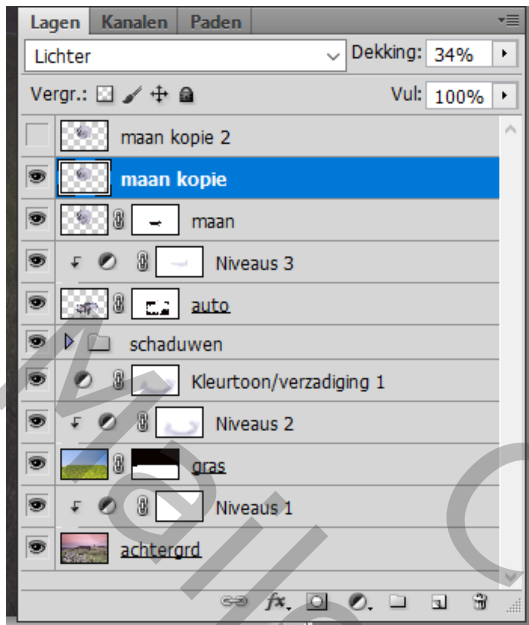 Lagen Kanalen Paden
Lichter Dekking: 34%
Vergr.: Vul: 100%
maan kopie 2
maan kopie
maan
Niveaus 3
auto
schaduwen
Kleurtoon/verzadiging 1
Niveaus 2
gras
Niveaus 1
achtergrd
fx.